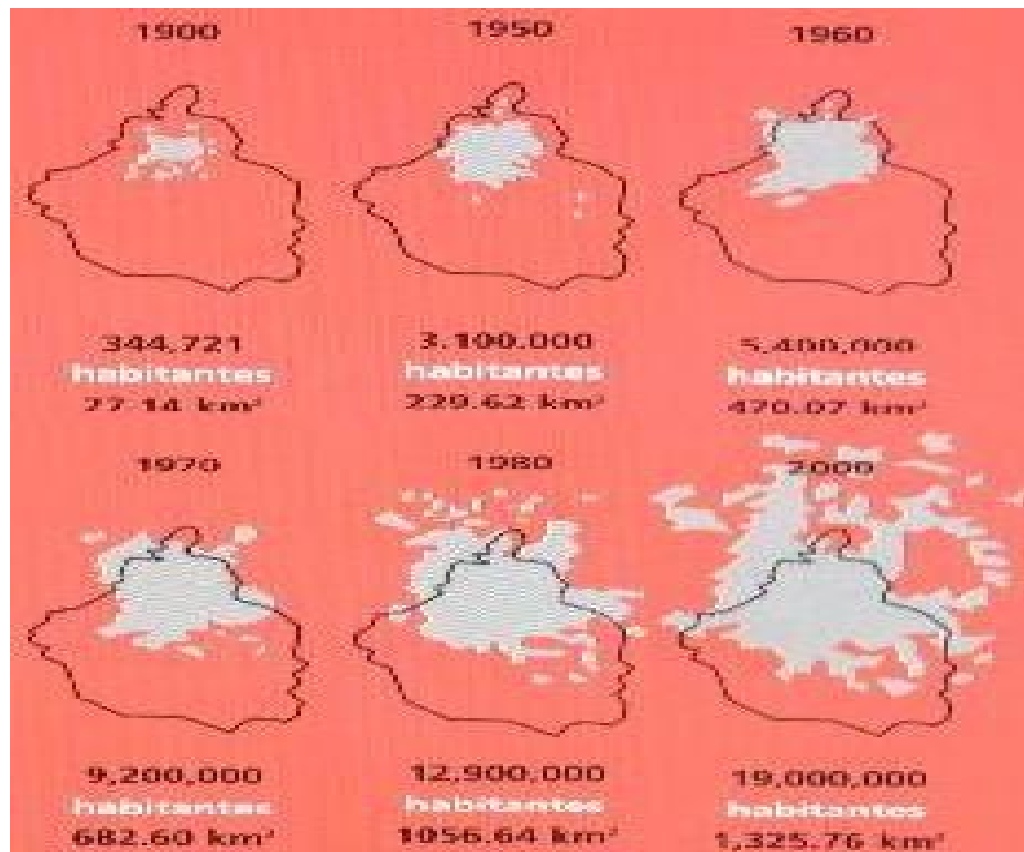 1900
344,721
habitantes
27.14 km²
1950
3.100.000
habitantes
229.62 km²
1960
5,400,000
habitantes
470.07 km²
1970
9,200,000
habitantes
682.60 km²
1980
12,900,000
habitantes
1056.64 km²
2000
19,000,000
habitantes
1,325.76 km²